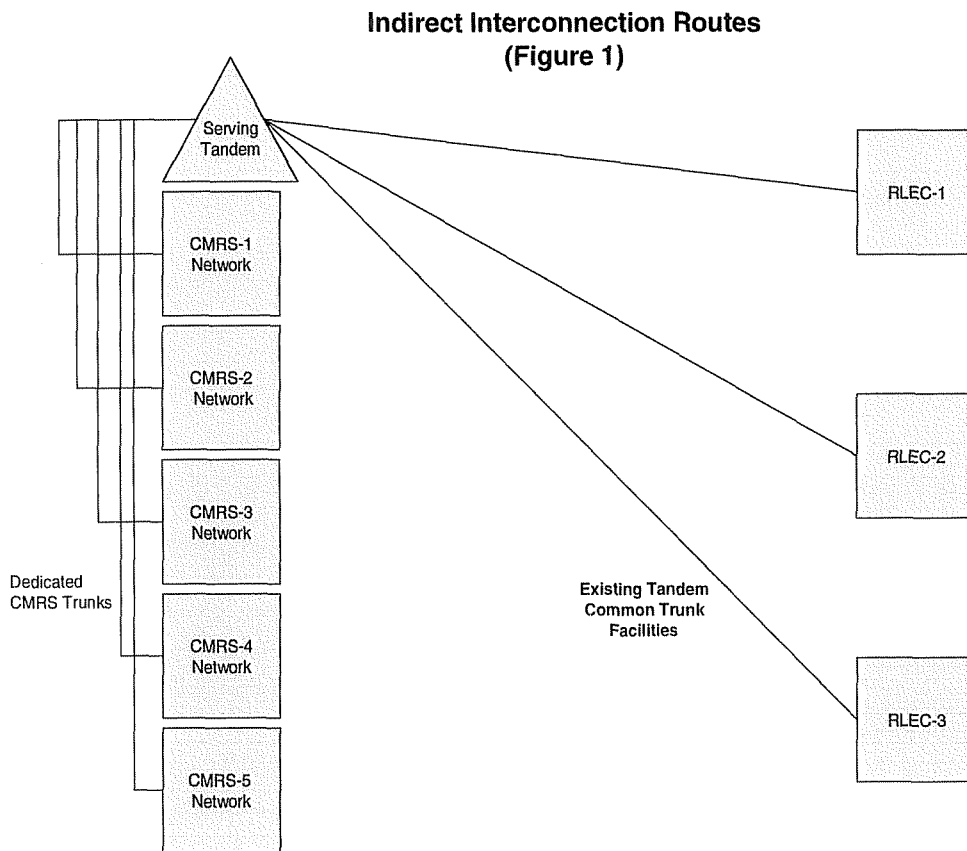 Indirect Interconnection Routes
(Figure 1)
Serving
Tandem
RLEC-1
CMRS-1
Network
CMRS-2
Network
RLEC-2
CMRS-3
Network
Dedicated
CMRS Trunks
Existing Tandem
Common Trunk
Facilities
CMRS-4
Network
RLEC-3
CMRS-5
Network